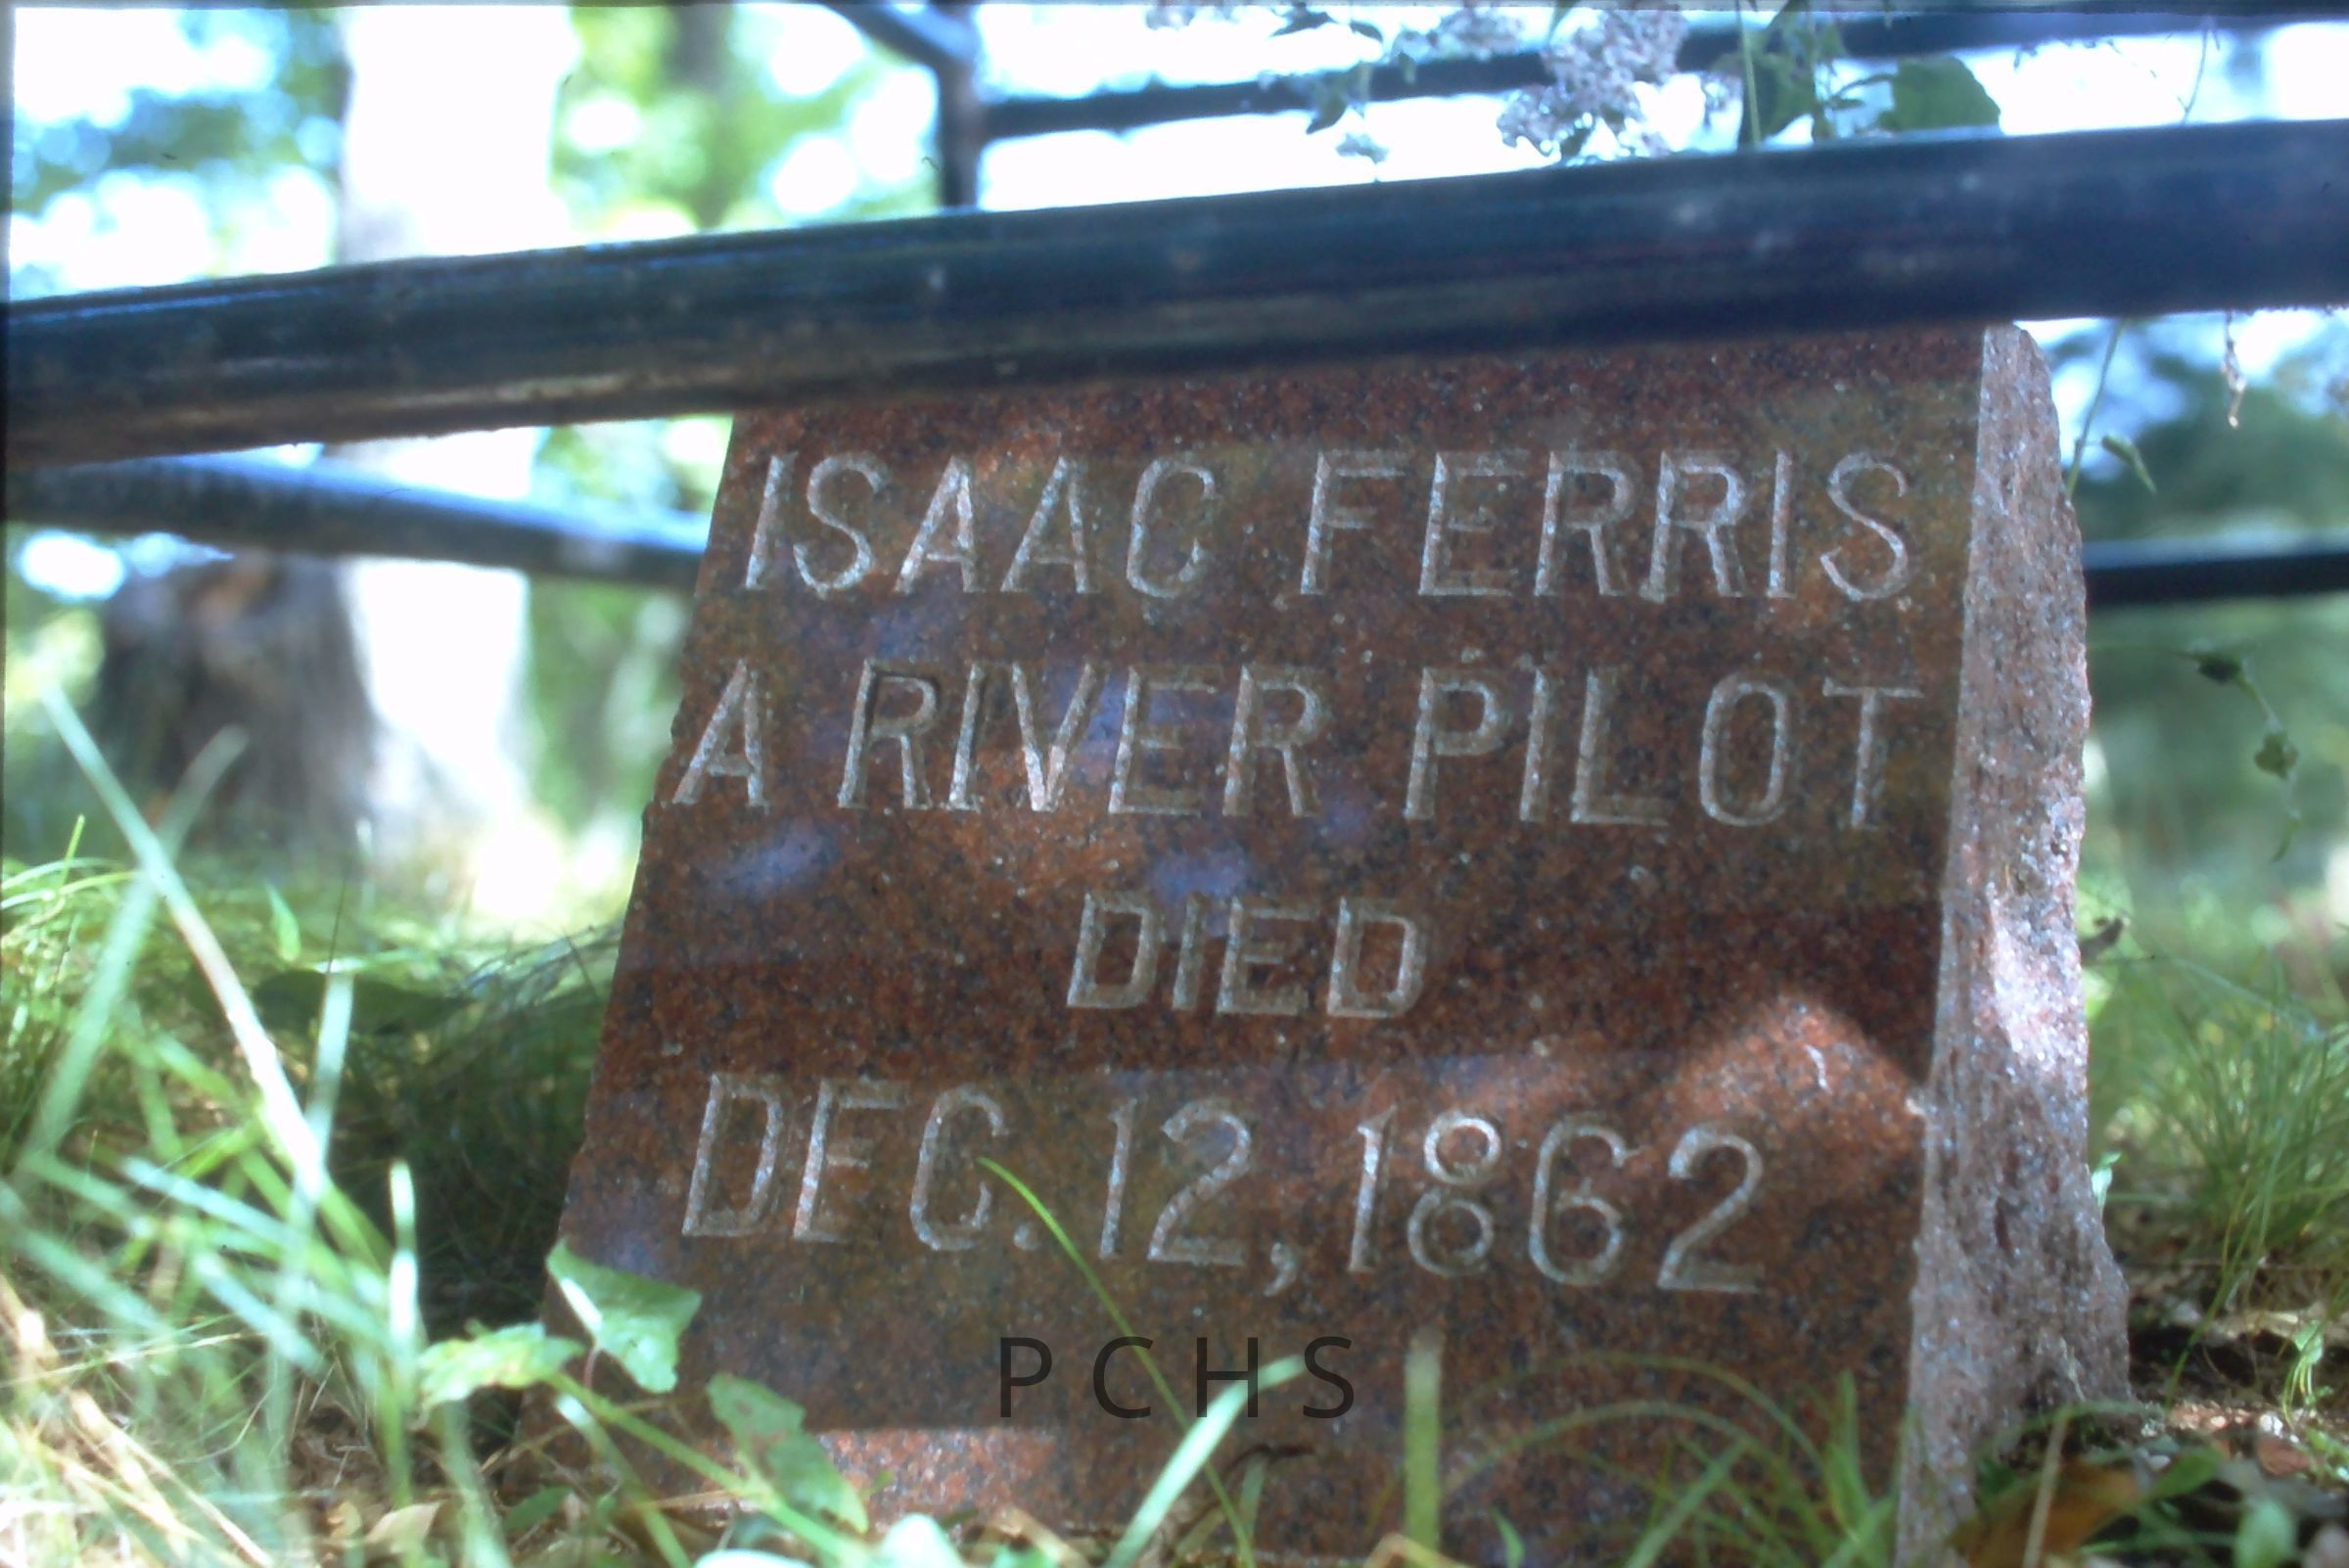 ISAAC FERRIS
A RIVER PILOT
DIED
DEC. 12, 1862
PCHS